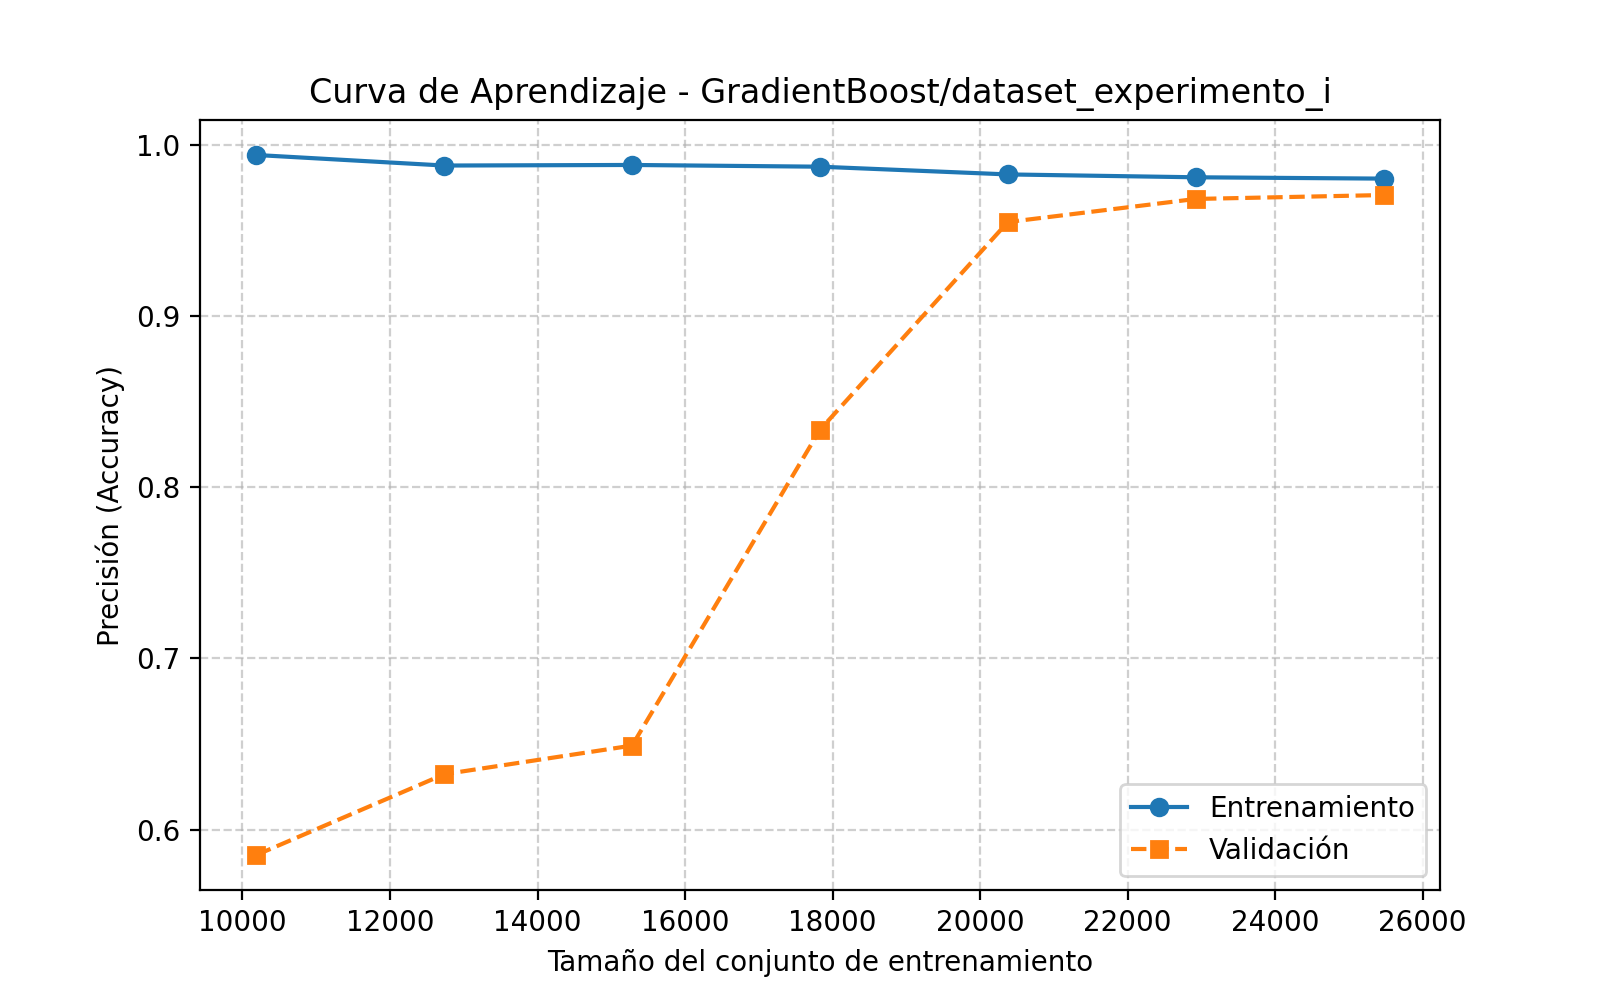 Curva de Aprendizaje - GradientBoost/dataset_experimento_i
1.0
0.9
0.8
0.7
0.6
Precisión (Accuracy)
10000 12000 14000 16000 18000 20000 22000 24000 26000
Tamaño del conjunto de entrenamiento
Entrenamiento
Validación